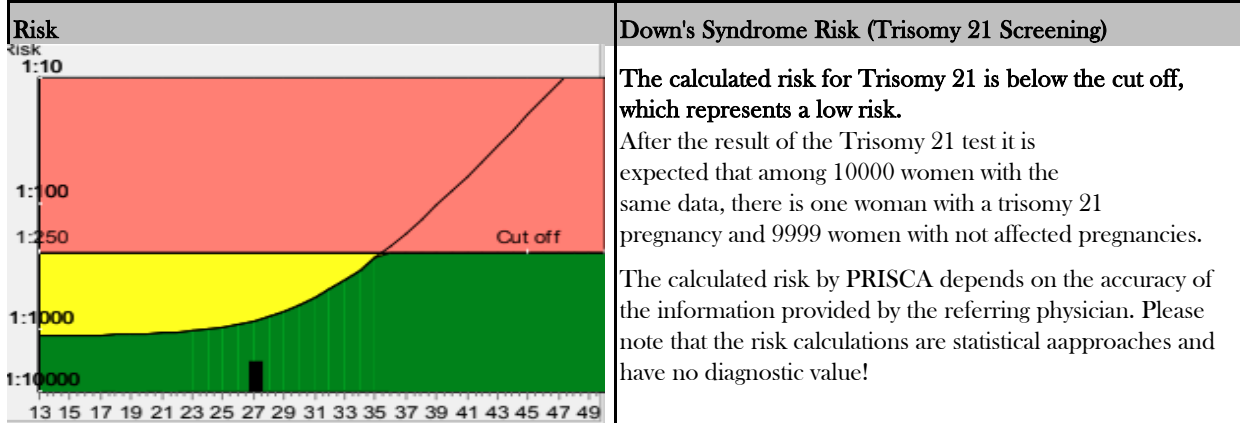 Risk
Risk
1:10
1:100
1:250
Cut off
1:1000
1:10000
13 15 17 19 21 23 25 27 29 31 33 35 37 39 41 43 45 47 49
Down's Syndrome Risk (Trisomy 21 Screening)
The calculated risk for Trisomy 21 is below the cut off,
which represents a low risk.
After the result of the Trisomy 21 test it is
expected that among 10000 women with the
same data, there is one woman with a trisomy 21
pregnancy and 9999 women with not affected pregnancies.
The calculated risk by PRISCA depends on the accuracy of
the information provided by the referring physician. Please
note that the risk calculations are statistical aapproaches and
have no diagnostic value!